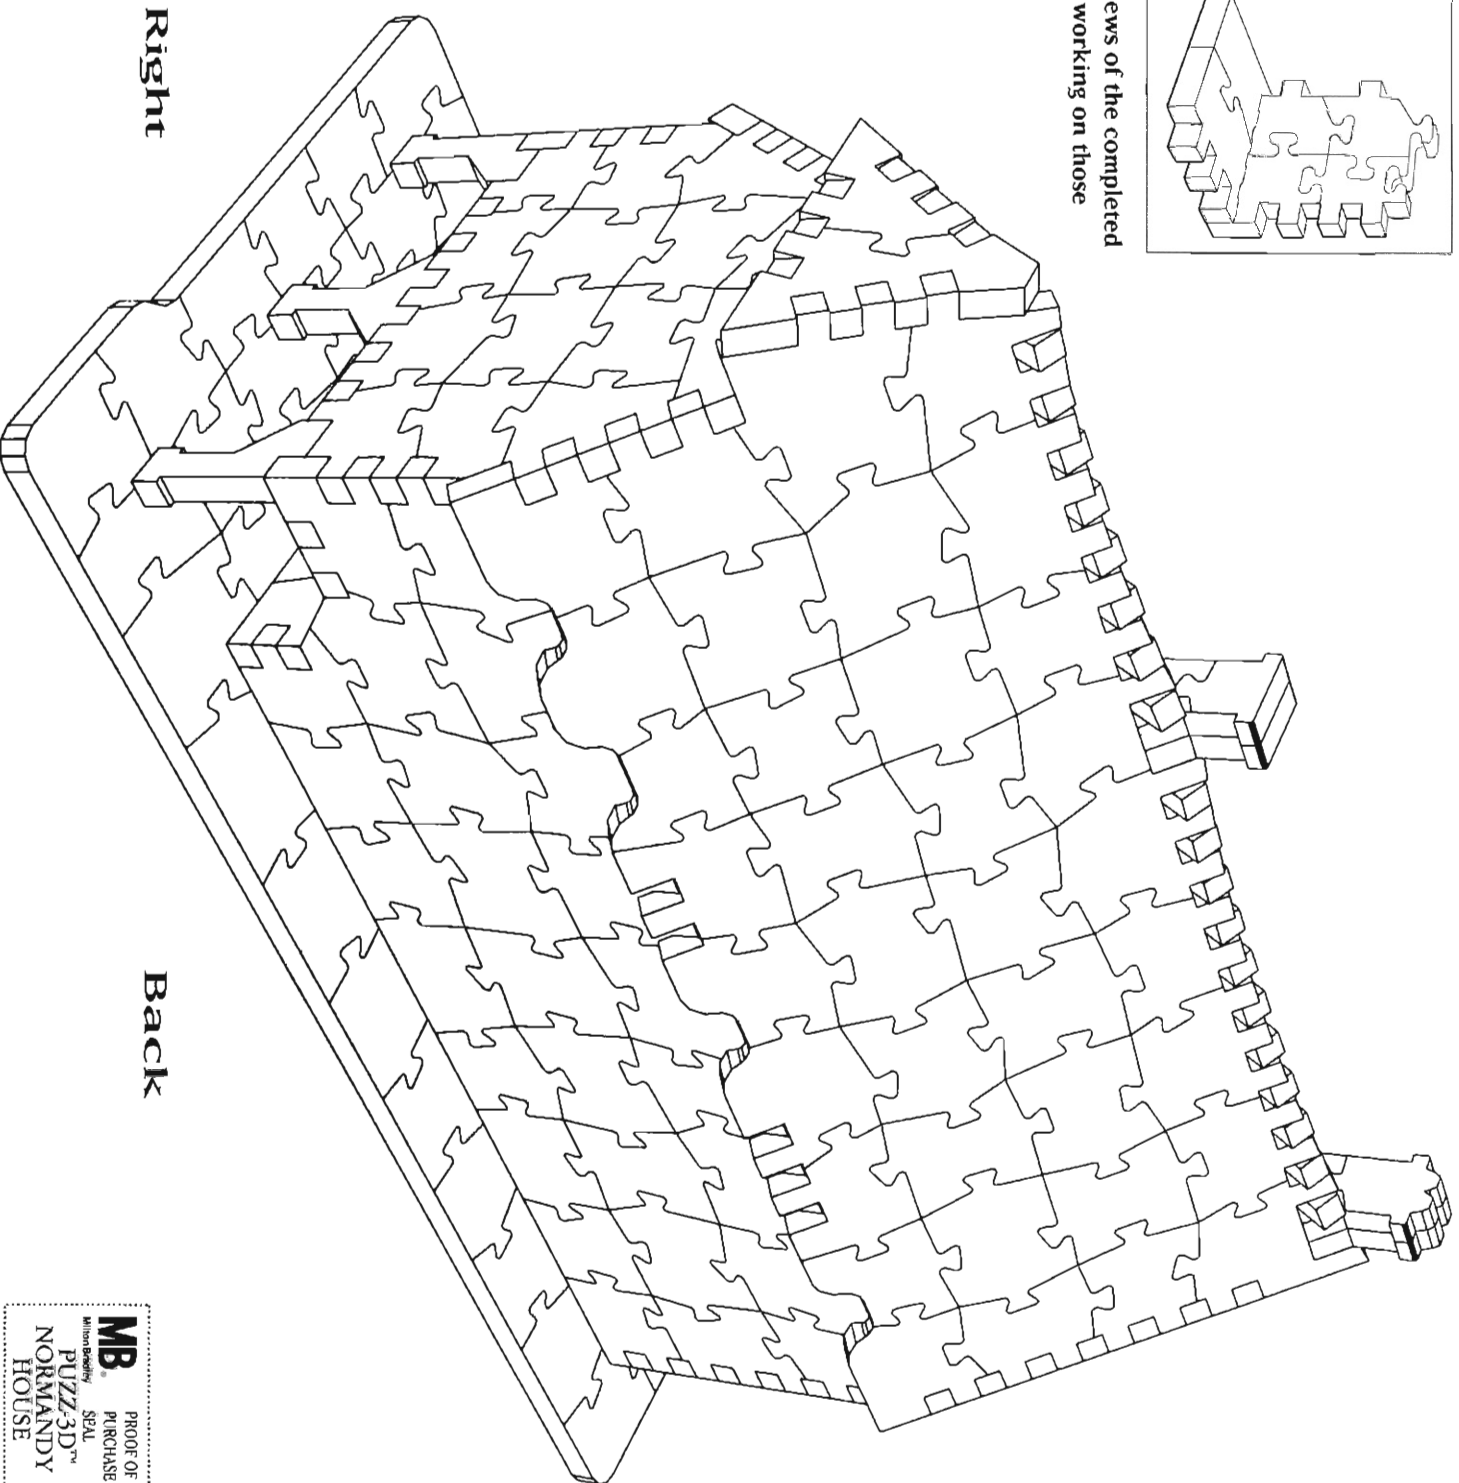 ews of the completed
working on those
Right
Back
MB®
Milton Bradley
PROOF OF
PURCHASE
SEAL
PUZZ-3D™
NORMANDY
HOUSE